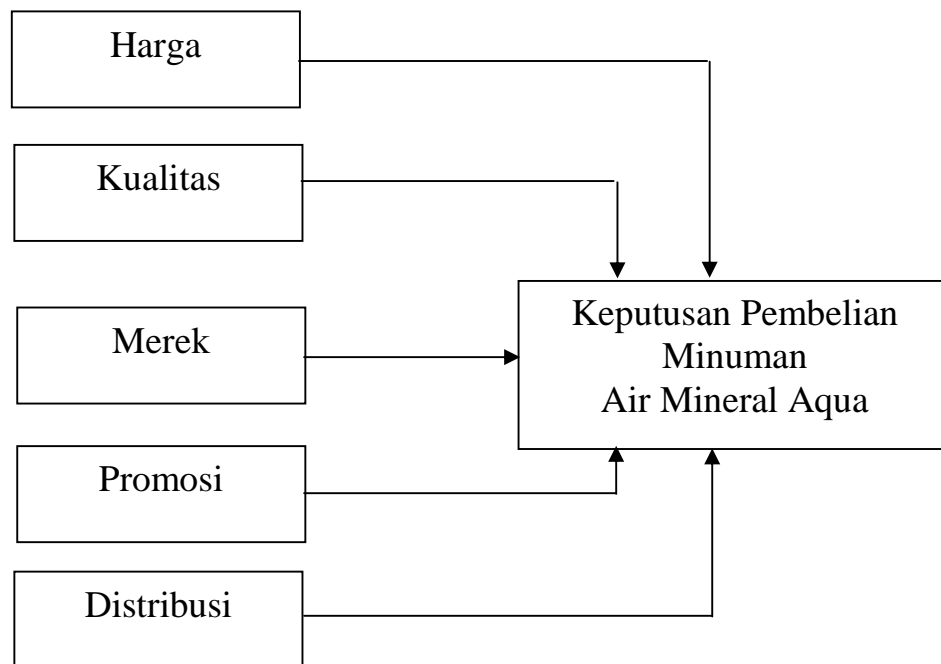 Harga
Kualitas
Merek
Promosi
Distribusi
Keputusan Pembelian
Minuman
Air Mineral Aqua